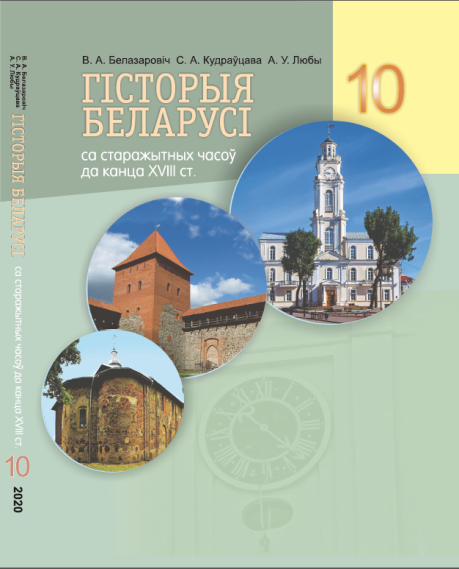 В. А. Белазаровіч С. А. Кудраўцава А. У. Любы
ГІСТОРЫЯ
БЕЛАРУСІ
са старажытных часоў
да канца XVIII ст.
10
В. А. Белазаровіч
С. А. Кудраўцава
А. У. Любы
ГІСТОРЫЯ БЕЛАРУСІ
са старажытных часоў да канца XVIII ст.
10
2020